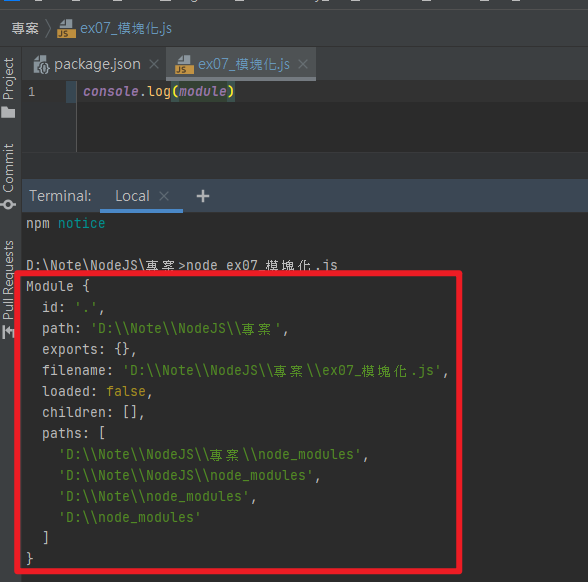 專案 ex07_模塊化.js
package.json ex07_模塊化.js
1 console.log(module)
Project
Commit
Pull Requests
Terminal: Local
npm notice
D:\Note\NodeJS\專案>node ex07_模塊化.js
Module {
id: '.',
path: 'D:\\Note\\NodeJS\\專案',
exports: {},
filename: 'D:\\Note\\NodeJS\\專案\\ex07_模塊化.js',
loaded: false,
children: [],
paths: [
'D:\\Note\\NodeJS\\專案\\node_modules',
'D:\\Note\\NodeJS\\node_modules',
'D:\\Note\\node_modules',
'D:\\node_modules'
]
}